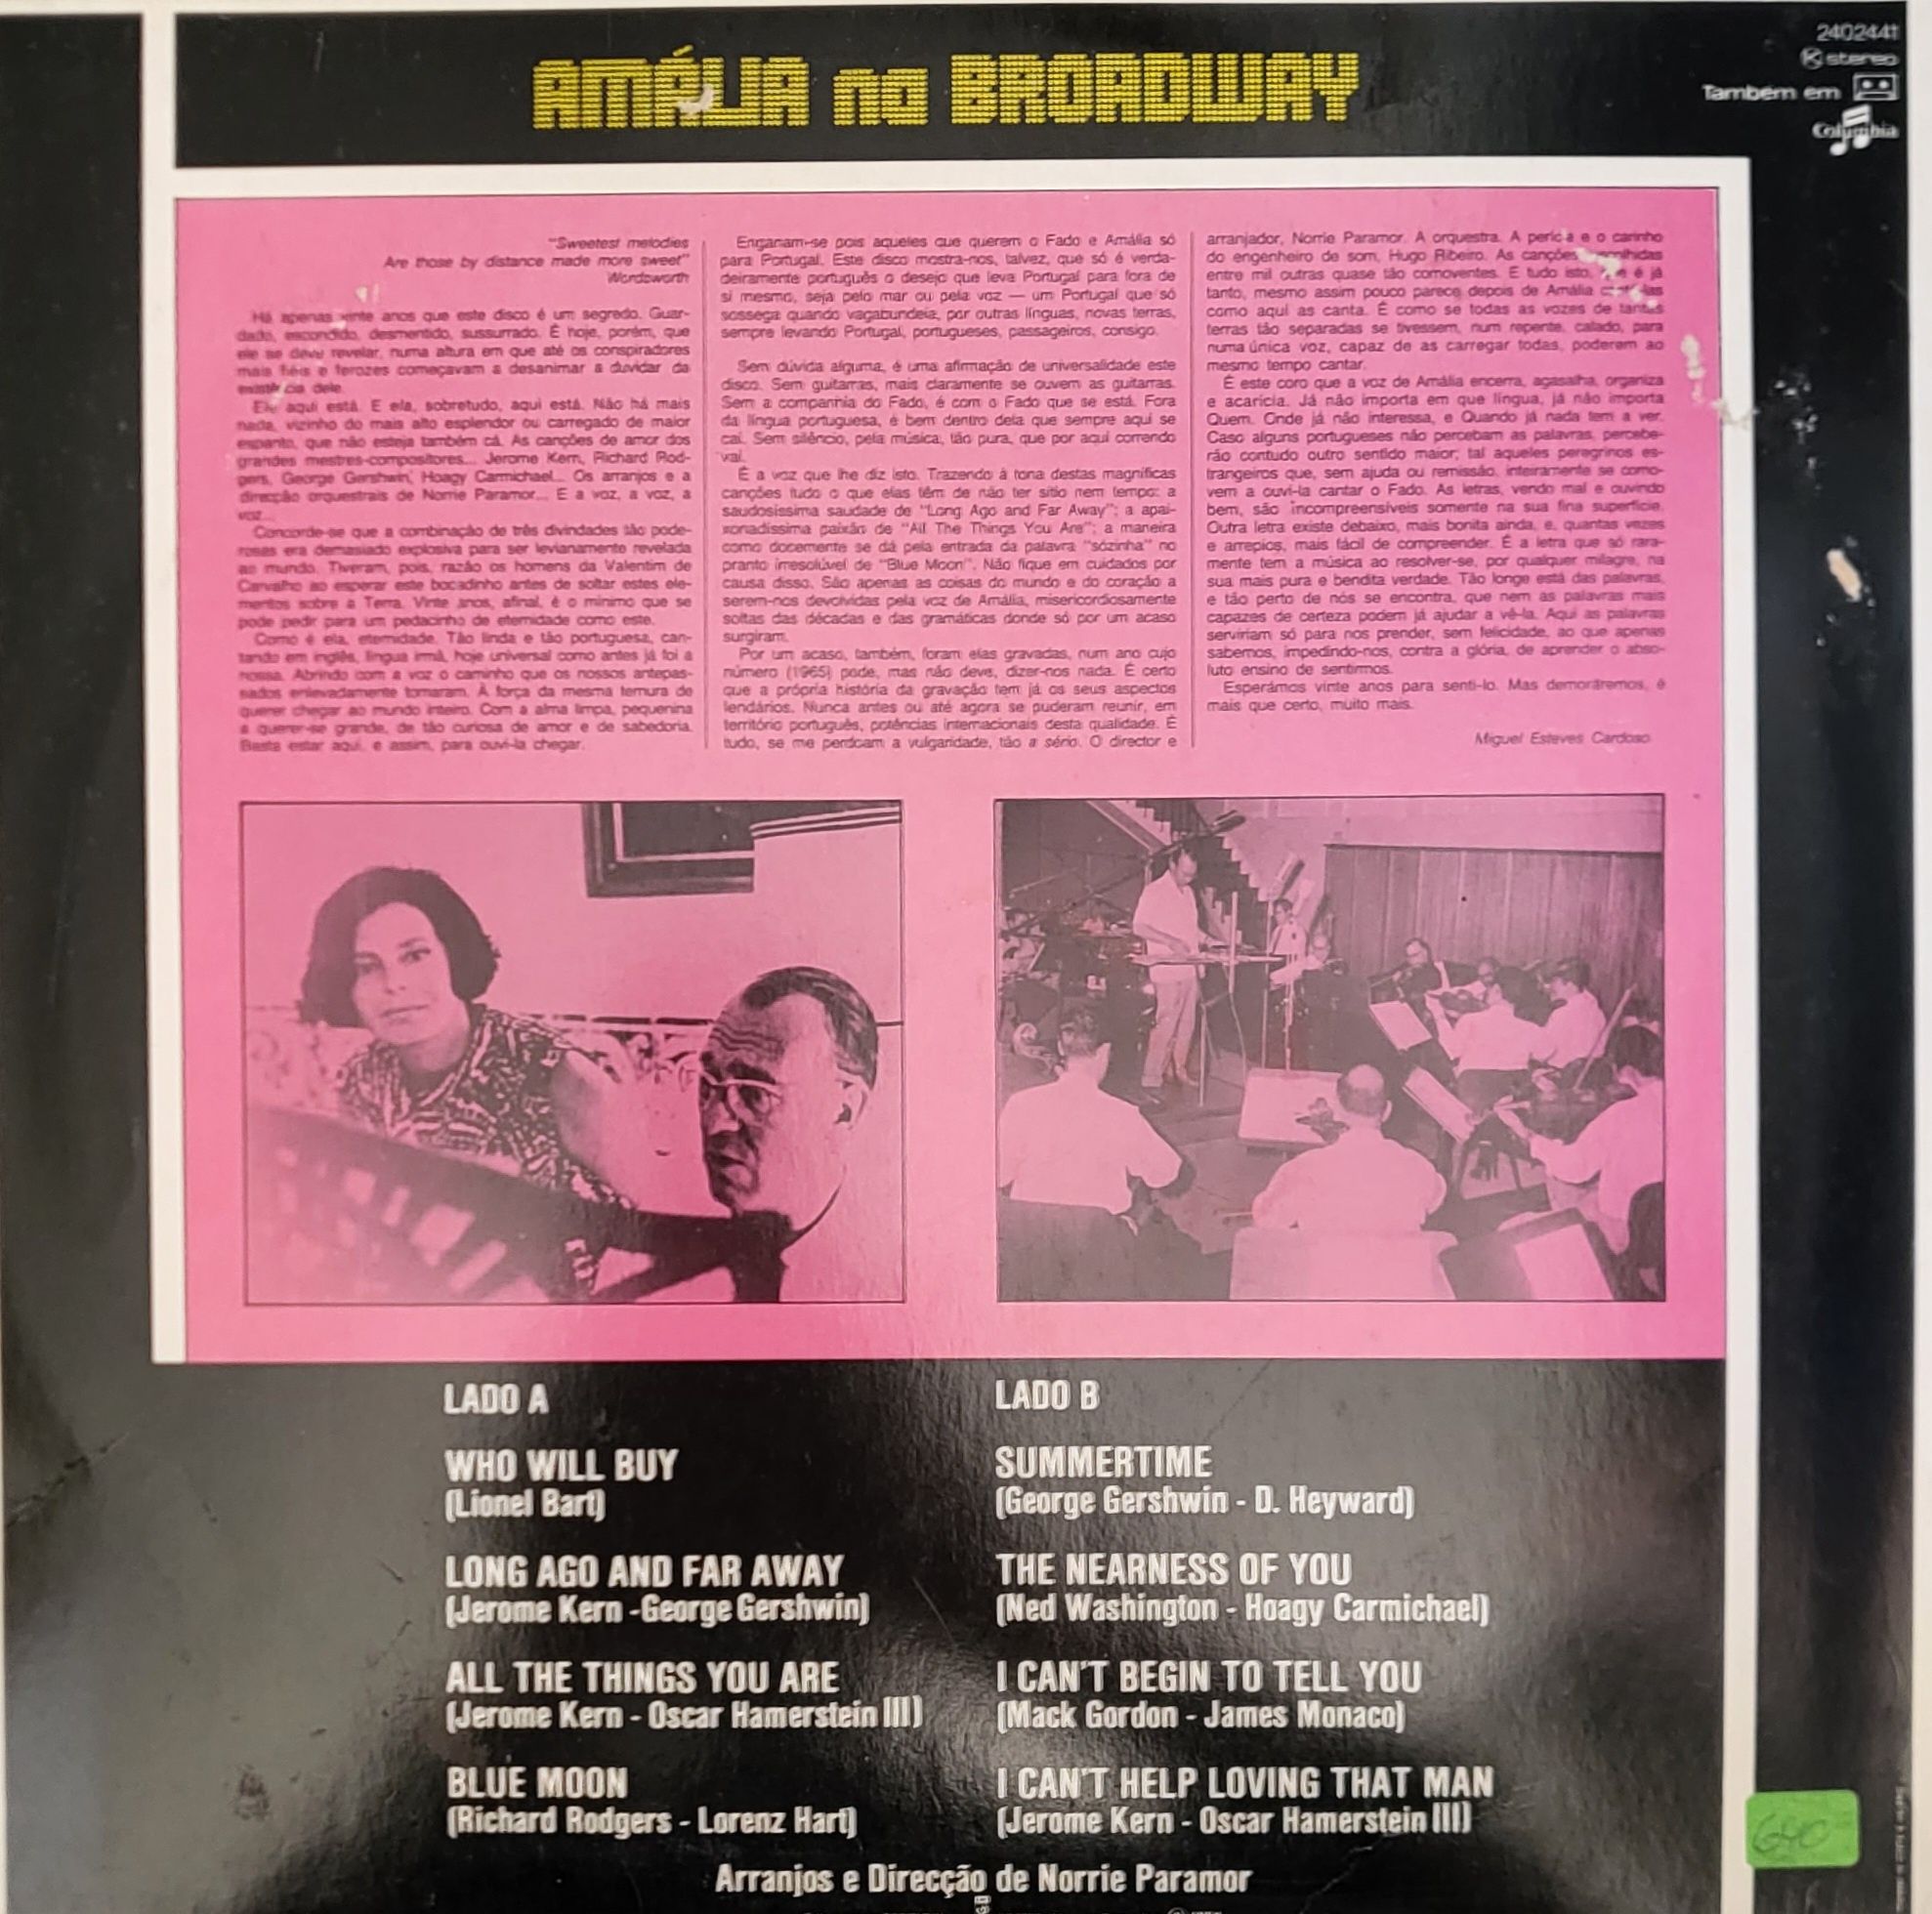 AMÁLIA na BROADWAY
2402441
K stereo
Também em
Columbia
"Sweetest melodies
Are those by distance made more sweet"
Wordsworth
Há apenas vinte anos que este disco é um segredo. Guar-
dado, escondido, desmentido, sussurrado. É hoje, porém, que
ele se deve revelar, numa altura em que até os conspiradores
mais fiéis e ferozes começavam a desanimar a duvidar da
existência dele.
Ele aqui está. E ela, sobretudo, aqui está. Não há mais
nada, vizinho do mais alto esplendor ou carregado de maior
espanto, que não esteja também cá. As canções de amor dos
grandes mestres-compositores... Jerome Kern, Richard Rod-
gers, George Gershwin, Hoagy Carmichael... Os arranjos e a
direcção orquestrais de Norrie Paramor... E a voz, a voz, a
voz...
Concorde-se que a combinação de três divindades tão pode-
rosas era demasiado explosiva para ser levianamente revelada
ao mundo. Tiveram, pois, razão os homens da Valentim de
Carvalho ao esperar este bocadinho antes de soltar estes ele-
mentos sobre a Terra. Vinte anos, afinal, é o mínimo que se
pode pedir para um pedacinho de eternidade como este.
Como é ela, eternidade. Tão linda e tão portuguesa, can-
tando em inglês, língua irmã, hoje universal como antes já foi a
nossa. Abrindo com a voz o caminho que os nossos antepas-
sados enlevadamente tomaram. À força da mesma ternura de
querer chegar ao mundo inteiro. Com a alma limpa, pequenina
a querer-se grande, de tão curiosa de amor e de sabedoria.
Basta estar aqui, e assim, para ouvi-la chegar.
Enganam-se pois aqueles que querem o Fado e Amália só
para Portugal. Este disco mostra-nos, talvez, que só é verda-
deiramente português o desejo que leva Portugal para fora de
si mesmo, seja pelo mar ou pela voz — um Portugal que só
sossega quando vagabundeia, por outras línguas, novas terras,
sempre levando Portugal, portugueses, passageiros, consigo.
Sem dúvida alguma, é uma afirmação de universalidade este
disco. Sem guitarras, mais claramente se ouvem as guitarras.
Sem a companhia do Fado, é com o Fado que se está. Fora
da língua portuguesa, é bem dentro dela que sempre aqui se
cai. Sem silêncio, pela música, tão pura, que por aqui correndo
vai.
É a voz que lhe diz isto. Trazendo à tona destas magníficas
canções tudo o que elas têm de não ter sítio nem tempo: a
saudosíssima saudade de "Long Ago and Far Away"; a apai-
xonadíssima paixão de "All The Things You Are"; a maneira
como docemente se dá pela entrada da palavra "sózinha" no
pranto irresolúvel de "Blue Moon". Não fique em cuidados por
causa disso. São apenas as coisas do mundo e do coração a
serem-nos devolvidas pela voz de Amália, misericordiosamente
soltas das décadas e das gramáticas donde só por um acaso
surgiram.
Por um acaso, também, foram elas gravadas, num ano cujo
número (1965) pode, mas não deve, dizer-nos nada. É certo
que a própria história da gravação tem já os seus aspectos
lendários. Nunca antes ou até agora se puderam reunir, em
território português, potências internacionais desta qualidade. É
tudo, se me perdoam a vulgaridade, tão a sério. O director e
arranjador, Norrie Paramor. A orquestra. A perícia e o carinho
do engenheiro de som, Hugo Ribeiro. As canções
entre mil outras quase tão comoventes. E tudo isto, que é já
tanto, mesmo assim pouco parece depois de Amália cantá-las
como aqui as canta. É como se todas as vozes de tantas
terras tão separadas se tivessem, num repente, calado, para
numa única voz, capaz de as carregar todas, poderem ao
mesmo tempo cantar.
É este coro que a voz de Amália encerra, agasalha, organiza
e acaricia. Já não importa em que língua, já não importa
Quem. Onde já não interessa, e Quando já nada tem a ver.
Caso alguns portugueses não percebam as palavras, percebe-
rão contudo outro sentido maior; tal aqueles peregrinos es-
trangeiros que, sem ajuda ou remissão, inteiramente se como-
vem a ouvi-la cantar o Fado. As letras, vendo mal e ouvindo
bem, são incompreensíveis somente na sua fina superfície.
Outra letra existe debaixo, mais bonita ainda, e, quantas vezes
e arrepios, mais fácil de compreender. É a letra que só rara-
mente tem a música ao resolver-se, por qualquer milagre, na
sua mais pura e bendita verdade. Tão longe está das palavras,
e tão perto de nós se encontra, que nem as palavras mais
capazes de certeza podem já ajudar a vê-la. Aqui as palavras
serviriam só para nos prender, sem felicidade, ao que apenas
sabemos, impedindo-nos, contra a glória, de aprender o abso-
luto ensino de sentirmos.
Esperámos vinte anos para senti-lo. Mas demoráremos, é
mais que certo, muito mais.
Miguel Esteves Cardoso
LADO A
WHO WILL BUY
(Lionel Bart)
LONG AGO AND FAR AWAY
(Jerome Kern -George Gershwin)
ALL THE THINGS YOU ARE
(Jerome Kern - Oscar Hamerstein III)
BLUE MOON
(Richard Rodgers - Lorenz Hart)
LADO B
SUMMERTIME
(George Gershwin - D. Heyward)
THE NEARNESS OF YOU
(Ned Washington - Hoagy Carmichael)
I CAN'T BEGIN TO TELL YOU
(Mack Gordon - James Monaco)
I CAN'T HELP LOVING THAT MAN
(Jerome Kern - Oscar Hamerstein III)
Arranjos e Direcção de Norrie Paramor
640